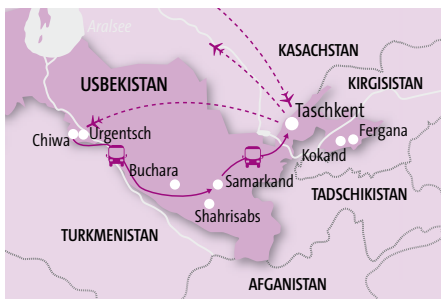 Aralsee
KASACHSTAN
USBEKISTAN
KIRGISISTAN
Taschkent
Chiwa
Urgentsch
Fergana
Kokand
Buchara
Samarkand
TADSCHIKISTAN
Shahrisabs
TURKMENISTAN
AFGANISTAN